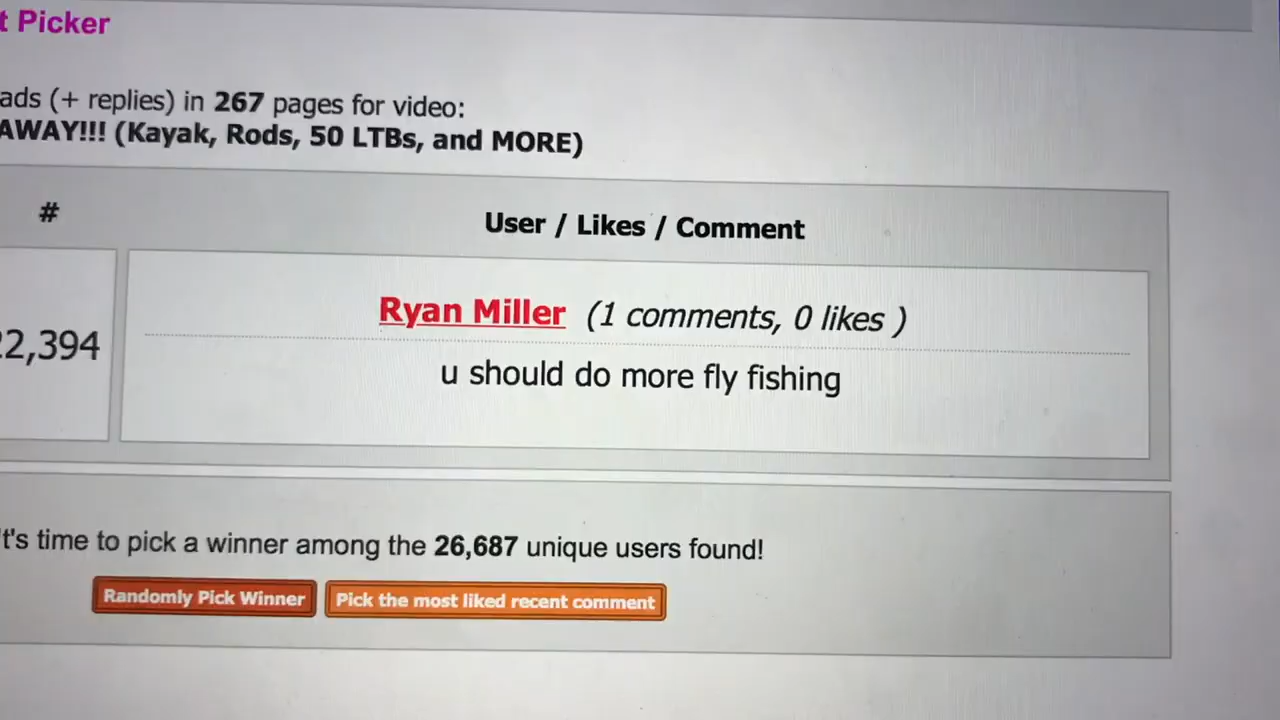 t Picker
ads (+ replies) in 267 pages for video:
AWAY!!! (Kayak, Rods, 50 LTBs, and MORE)
# User / Likes / Comment
Ryan Miller (1 comments, 0 likes )
2,394
u should do more fly fishing
t's time to pick a winner among the 26,687 unique users found!
Randomly Pick Winner Pick the most liked recent comment